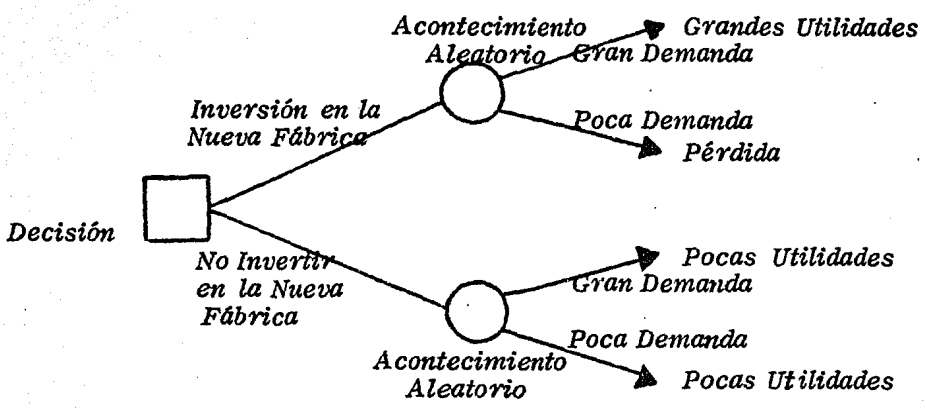 Acontecimiento
Aleatorio
Grandes Utilidades
Gran Demanda
Inversión en la
Nueva Fábrica
Poca Demanda
Pérdida
Decisión
No Invertir
en la Nueva
Fábrica
Pocas Utilidades
Gran Demanda
Poca Demanda
Acontecimiento
Aleatorio
Pocas Utilidades